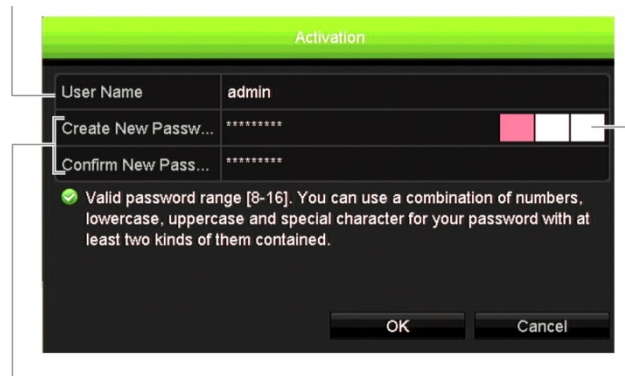 Activation
User Name admin
Create New Passw... *********
Confirm New Pass... *********
Valid password range [8-16]. You can use a combination of numbers,
lowercase, uppercase and special character for your password with at
least two kinds of them contained.
OK Cancel